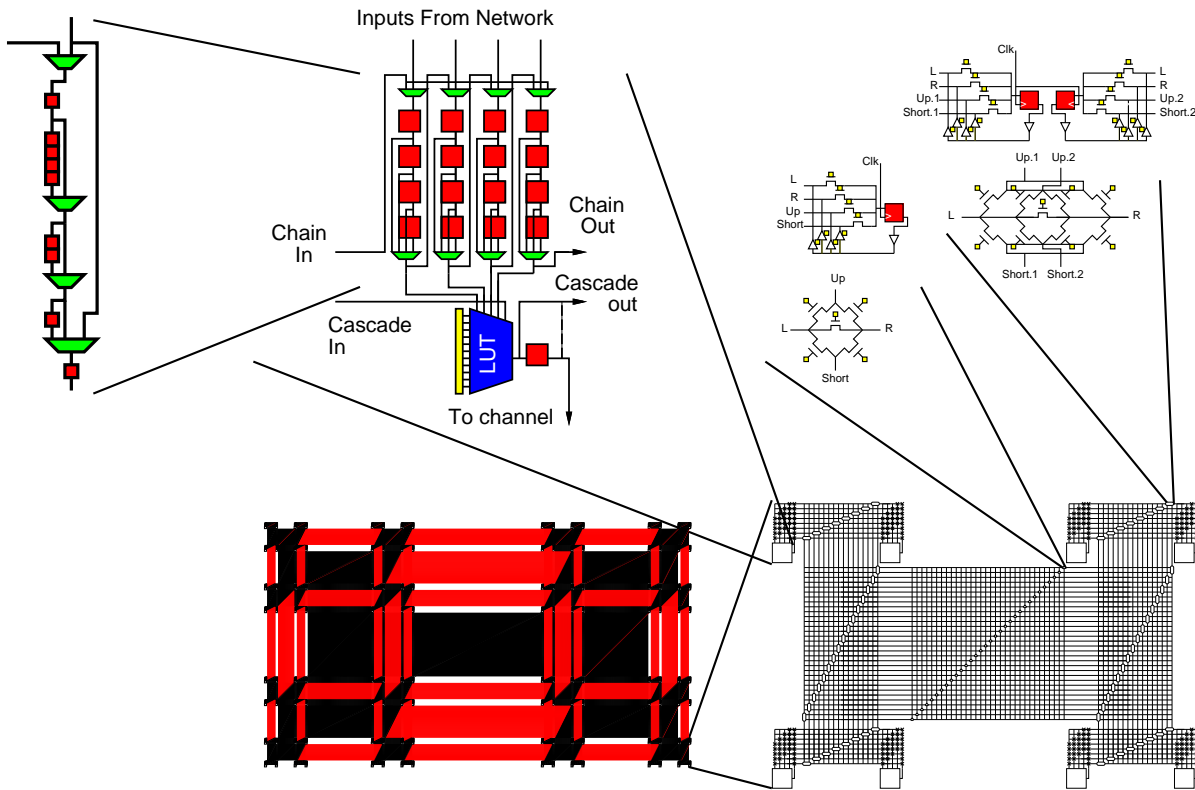 Inputs From Network
Chain
In
Chain
Out
Cascade
In
Cascade
out
LUT
To channel
Clk
L
R
Up.1
Short.1
L
R
Up.2
Short.2
Up.1
Up.2
L
R
Short.1
Short.2
Clk
L
R
Up
Short
Up
L
R
Short